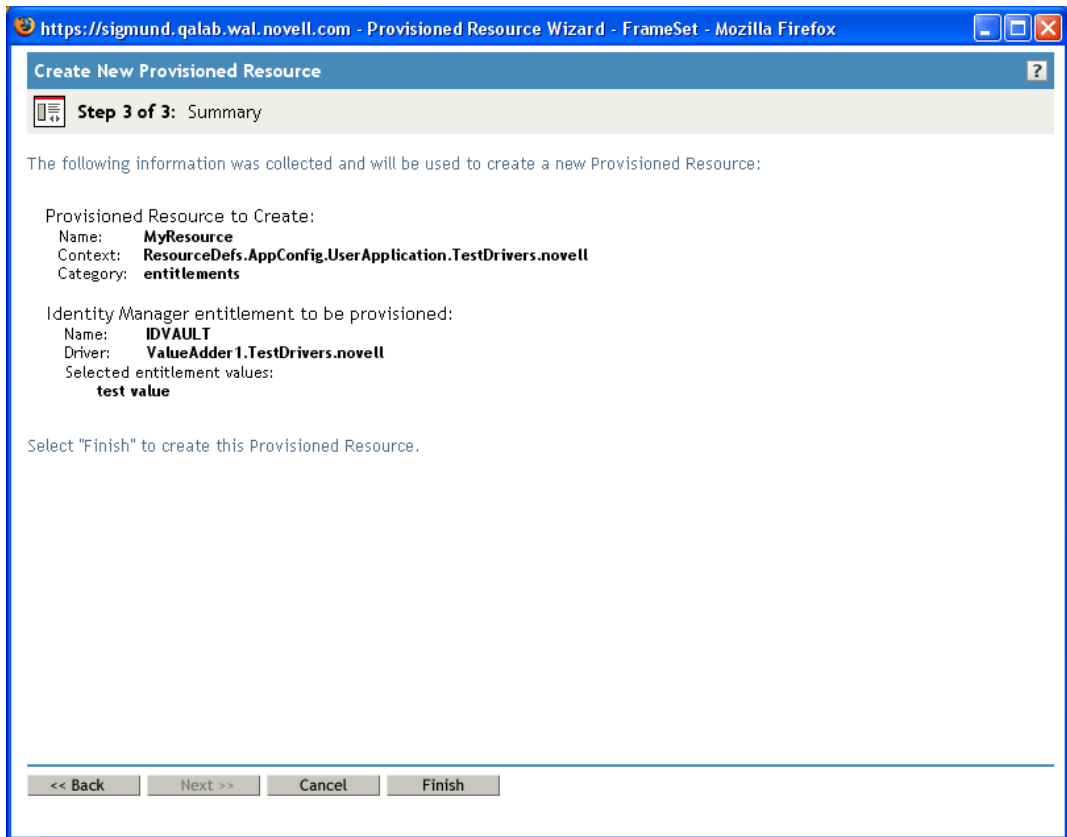 https://sigmund.qalab.wal.novell.com - Provisioned Resource Wizard - FrameSet - Mozilla Firefox
Create New Provisioned Resource ?
Step 3 of 3: Summary
The following information was collected and will be used to create a new Provisioned Resource:
Provisioned Resource to Create:
Name: MyResource
Context: ResourceDefs.AppConfig.UserApplication.TestDrivers.novell
Category: entitlements
Identity Manager entitlement to be provisioned:
Name: IDVAULT
Driver: ValueAdder1.TestDrivers.novell
Selected entitlement values:
test value
Select "Finish" to create this Provisioned Resource.
<< Back Next >> Cancel Finish